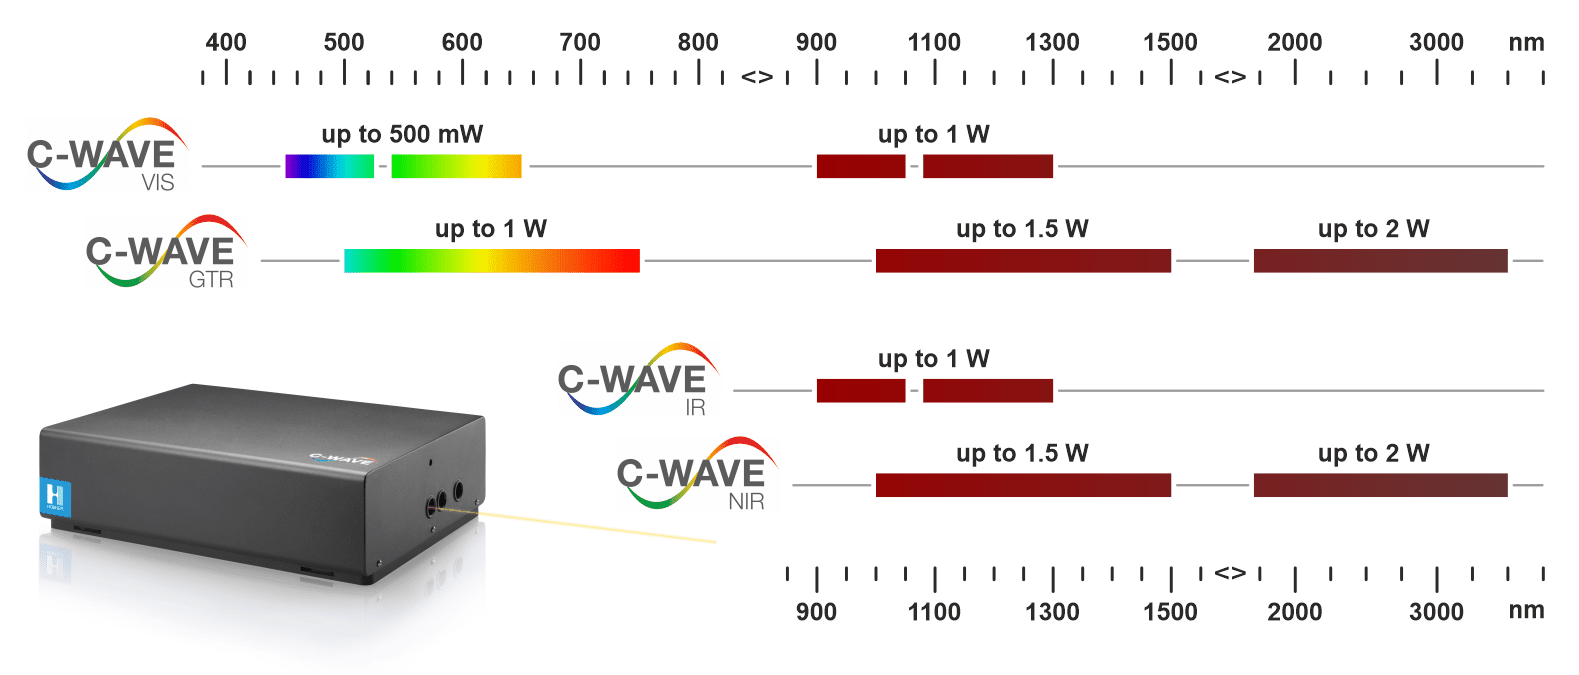 400 500 600 700 800 900 1100 1300 1500 2000 3000 nm
<> <>
up to 500 mW up to 1 W
C-WAVE
VIS
up to 1 W up to 1.5 W up to 2 W
C-WAVE
GTR
up to 1 W
C-WAVE
IR
up to 1.5 W up to 2 W
C-WAVE
NIR
C-WAVE
H
HÜBNER
<>
900 1100 1300 1500 2000 3000 nm